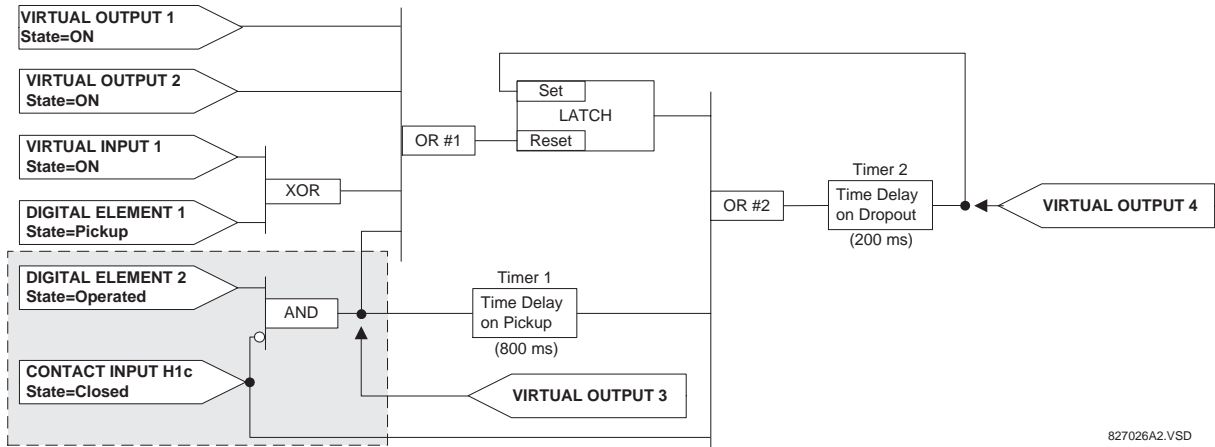 VIRTUAL OUTPUT 1
State=ON
VIRTUAL OUTPUT 2
State=ON
VIRTUAL INPUT 1
State=ON
DIGITAL ELEMENT 1
State=Pickup
DIGITAL ELEMENT 2
State=Operated
CONTACT INPUT H1c
State=Closed
XOR
AND
OR #1
Set
LATCH
Reset
Timer 1
Time Delay
on Pickup
(800 ms)
VIRTUAL OUTPUT 3
OR #2
Timer 2
Time Delay
on Dropout
(200 ms)
VIRTUAL OUTPUT 4
827026A2.VSD